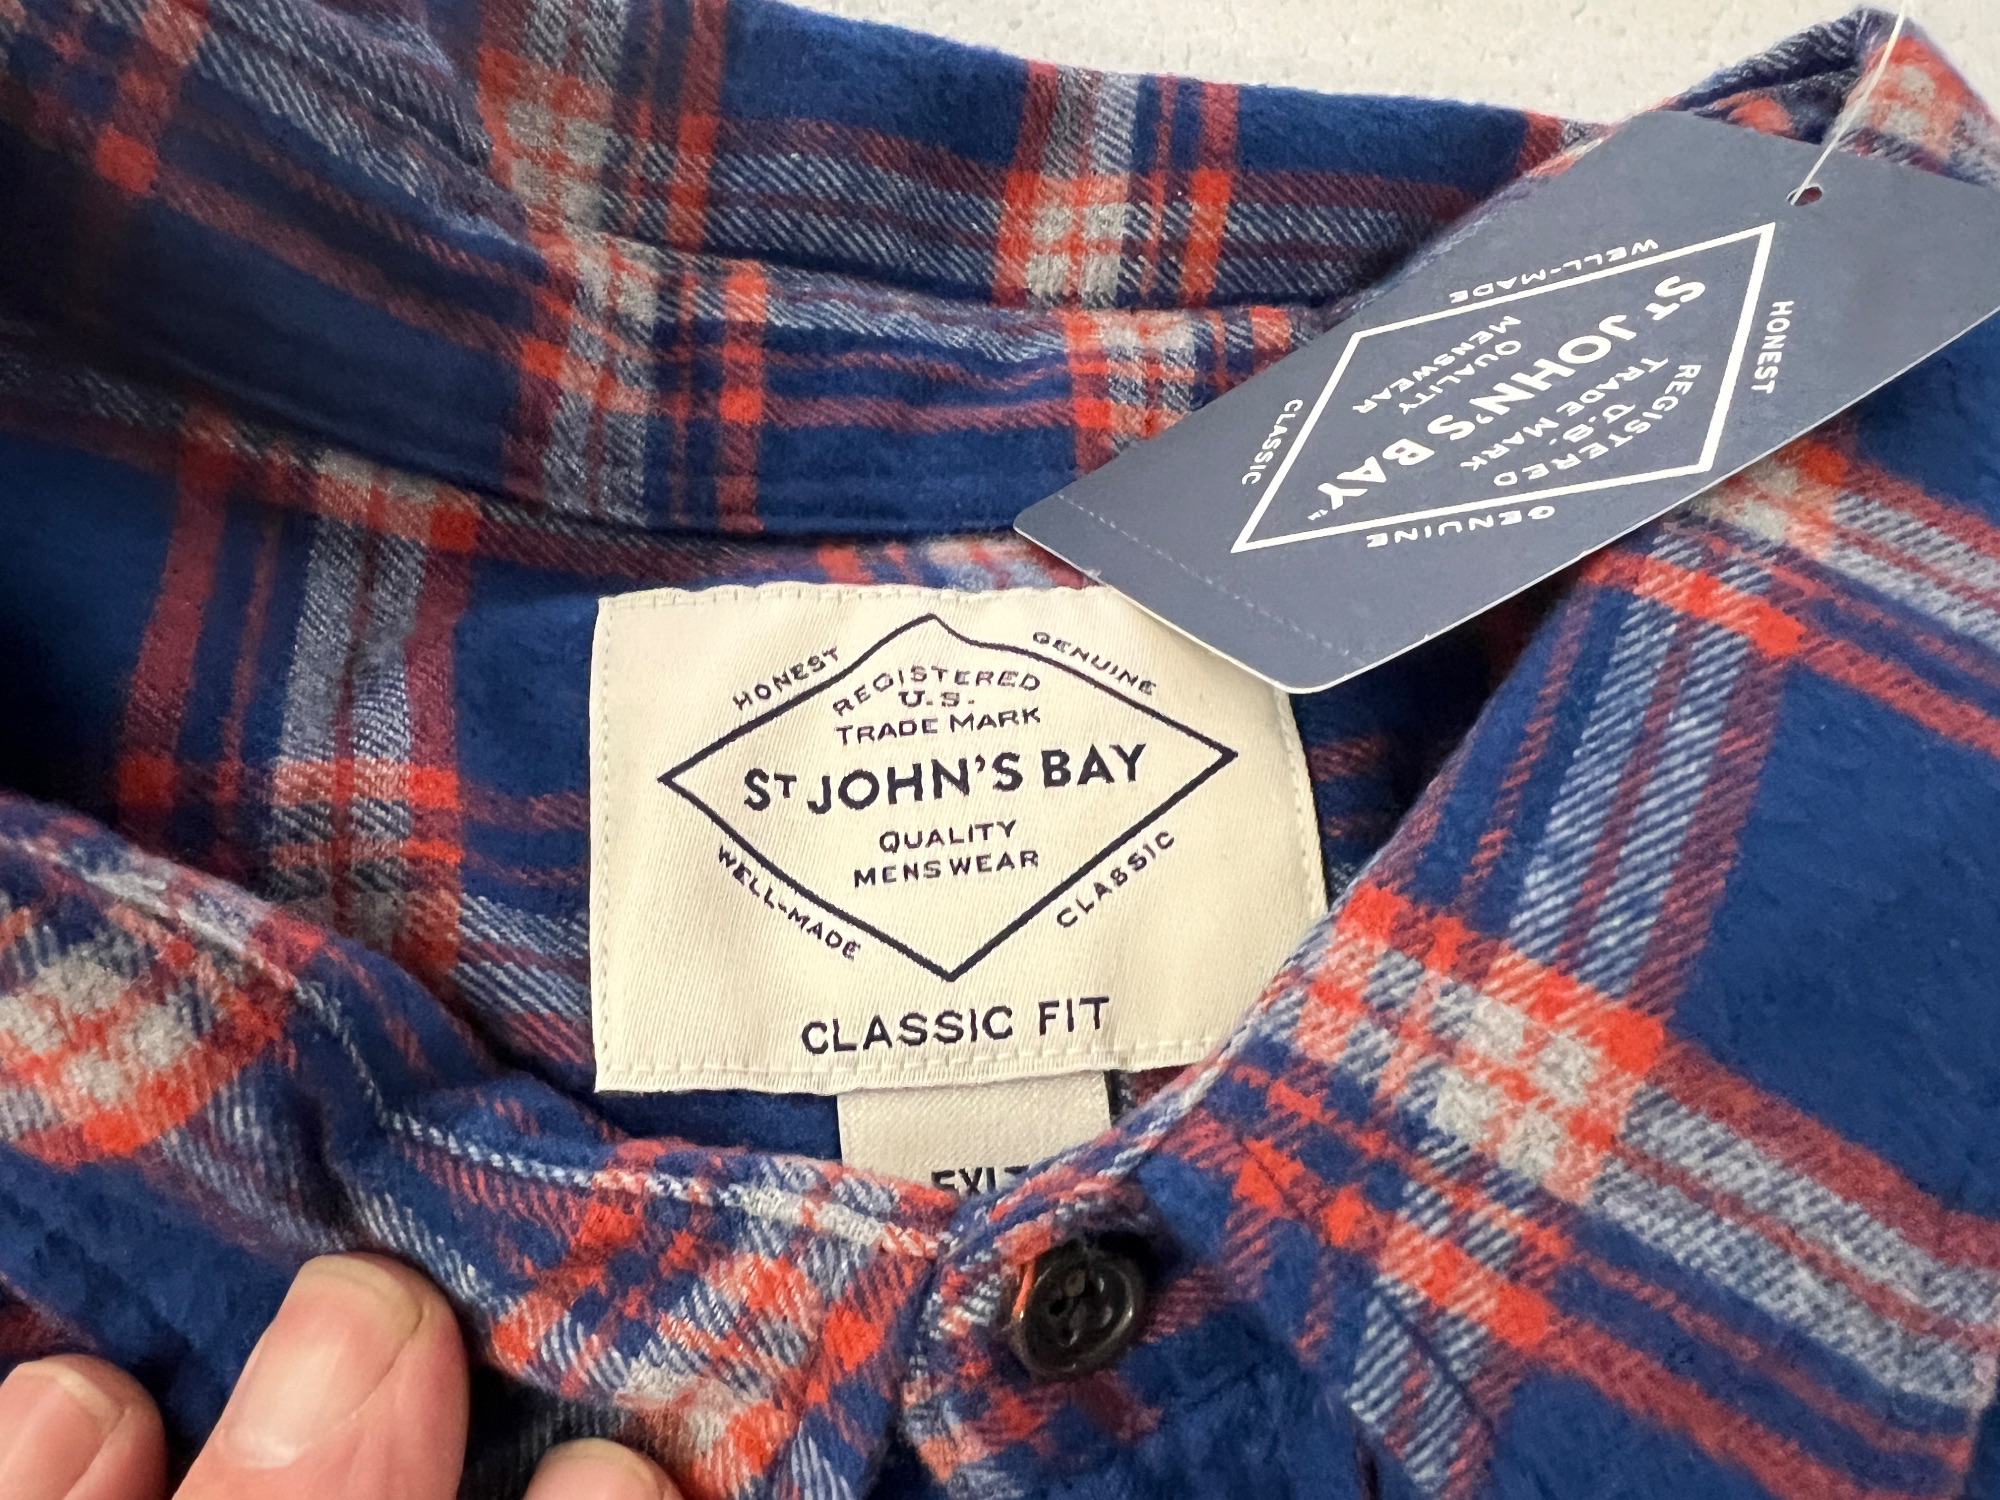 HONEST
GENUINE
REGISTERED
U.S.
TRADE MARK
ST JOHN'S BAY
QUALITY
MENSWEAR
WELL-MADE
CLASSIC
CLASSIC FIT
HONEST
GENUINE
REGISTERED
U.S.
TRADE MARK
ST JOHN'S BAY™
QUALITY
MENSWEAR
WELL-MADE
CLASSIC